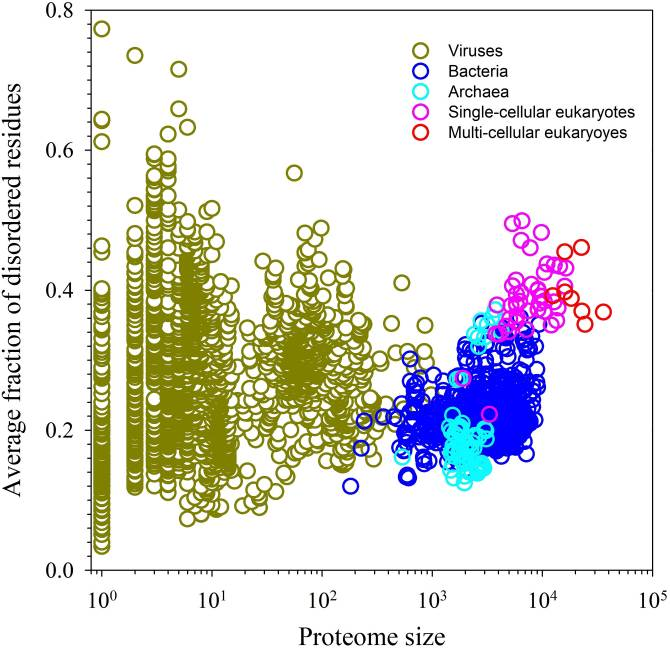 0.8
0.6
0.4
0.2
0.0
Average fraction of disordered residues
Viruses
Bacteria
Archaea
Single-cellular eukaryotes
Multi-cellular eukaryoyes
10⁰ 10¹ 10² 10³ 10⁴ 10⁵
Proteome size